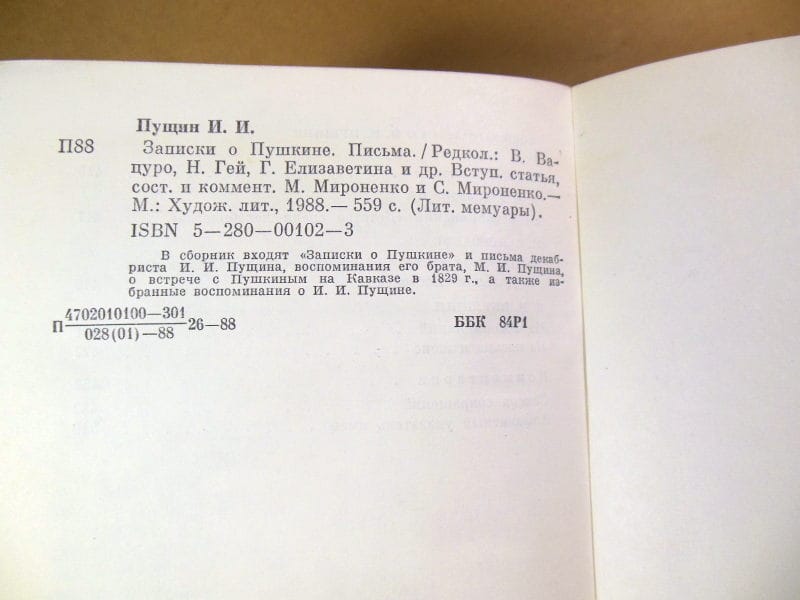 Пущин И. И.
П88 Записки о Пушкине. Письма./Редкол.: В. Ва-
цуро, Н. Гей, Г. Елизаветина и др. Вступ. статья,
сост. и коммент. М. Мироненко и С. Мироненко.—
М.: Худож. лит., 1988.— 559 с. (Лит. мемуары).
ISBN 5—280—00102—3
В сборник входят «Записки о Пушкине» и письма декаб-
риста И. И. Пущина, воспоминания его брата, М. И. Пущина,
о встрече с Пушкиным на Кавказе в 1829 г., а также из-
бранные воспоминания о И. И. Пущине.
4702010100—301
П 26—88 ББК 84Р1
028(01)—88